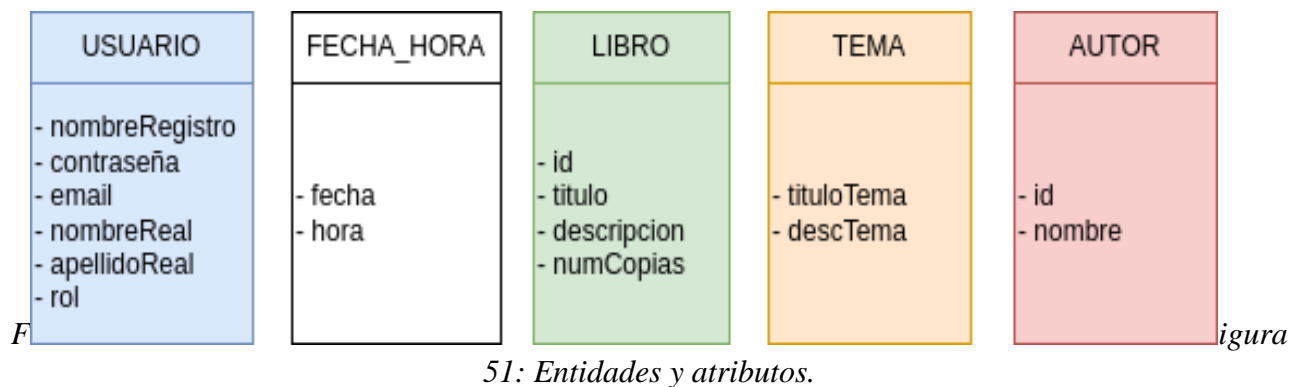 USUARIO
- nombreRegistro
- contraseña
- email
- nombreReal
- apellidoReal
- rol
FECHA_HORA
- fecha
- hora
LIBRO
- id
- titulo
- descripcion
- numCopias
TEMA
- tituloTema
- descTema
AUTOR
- id
- nombre
Figura
51: Entidades y atributos.